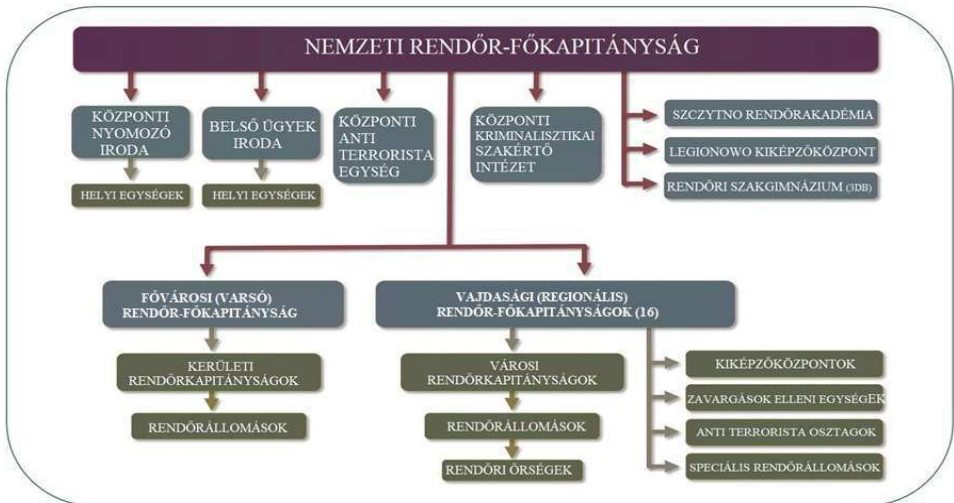 NEMZETI RENDŐR-FŐKAPITÁNYSÁG
KÖZPONTI
NYOMOZÓ
IRODA
HELYI EGYSÉGEK
BELSŐ ÜGYEK
IRODA
HELYI EGYSÉGEK
KÖZPONTI
ANTI
TERRORISTA
EGYSÉG
KÖZPONTI
KRIMINALISZTIKAI
SZAKÉRTŐ
INTÉZET
SZCZYTNO RENDŐRAKADÉMIA
LEGIONOWO KIKÉPZŐKÖZPONT
RENDŐRI SZAKGIMNÁZIUM (3DB)
FŐVÁROSI (VARSÓ)
RENDŐR-FŐKAPITÁNYSÁG
KERÜLETI
RENDŐRKAPITÁNYSÁGOK
RENDŐRÁLLOMÁSOK
VAJDASÁGI (REGIONÁLIS)
RENDŐR-FŐKAPITÁNYSÁGOK (16)
VÁROSI
RENDŐRKAPITÁNYSÁGOK
RENDŐRÁLLOMÁSOK
RENDŐRI ŐRSÉGEK
KIKÉPZŐKÖZPONTOK
ZAVARGÁSOK ELLENI EGYSÉGEK
ANTI TERRORISTA OSZTAGOK
SPECIÁLIS RENDŐRÁLLOMÁSOK